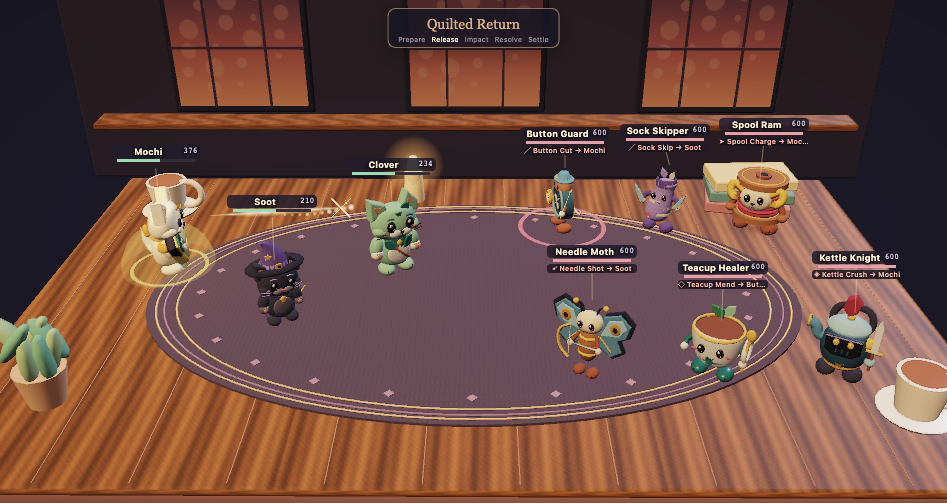 Quilted Return
Prepare Release Impact Resolve Settle
Mochi 376
Soot 210
Clover 234
Button Guard 600
Button Cut → Mochi
Sock Skipper 600
Sock Skip → Soot
Spool Ram 600
Spool Charge → Moc...
Needle Moth 600
Needle Shot → Soot
Teacup Healer 600
Teacup Mend → But...
Kettle Knight 600
Kettle Crush → Mochi